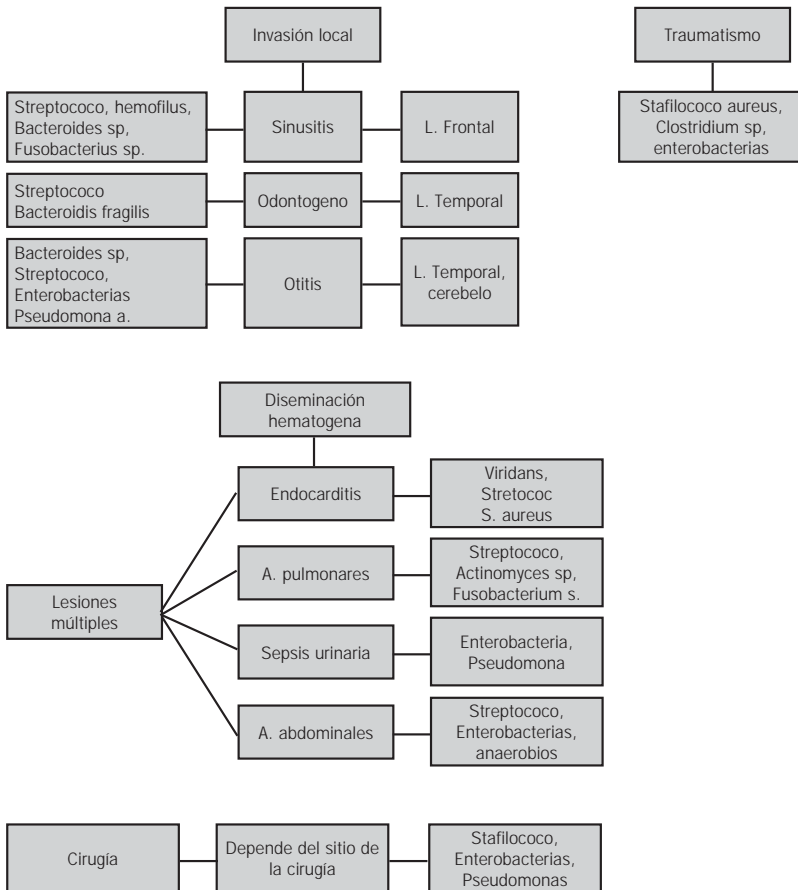 Invasión local
Traumatismo
Streptococo, hemofilus,
Bacteroides sp,
Fusobacterius sp.
Sinusitis
L. Frontal
Stafilococo aureus,
Clostridium sp,
enterobacterias
Streptococo
Bacteroidis fragilis
Odontogeno
L. Temporal
Bacteroides sp,
Streptococo,
Enterobacterias
Pseudomona a.
Otitis
L. Temporal,
cerebelo
Diseminación
hematogena
Endocarditis
Viridans,
Stretococ
S. aureus
A. pulmonares
Streptococo,
Actinomyces sp,
Fusobacterium s.
Lesiones
múltiples
Sepsis urinaria
Enterobacteria,
Pseudomona
A. abdominales
Streptococo,
Enterobacterias,
anaerobios
Cirugía
Depende del sitio de
la cirugía
Stafilococo,
Enterobacterias,
Pseudomonas